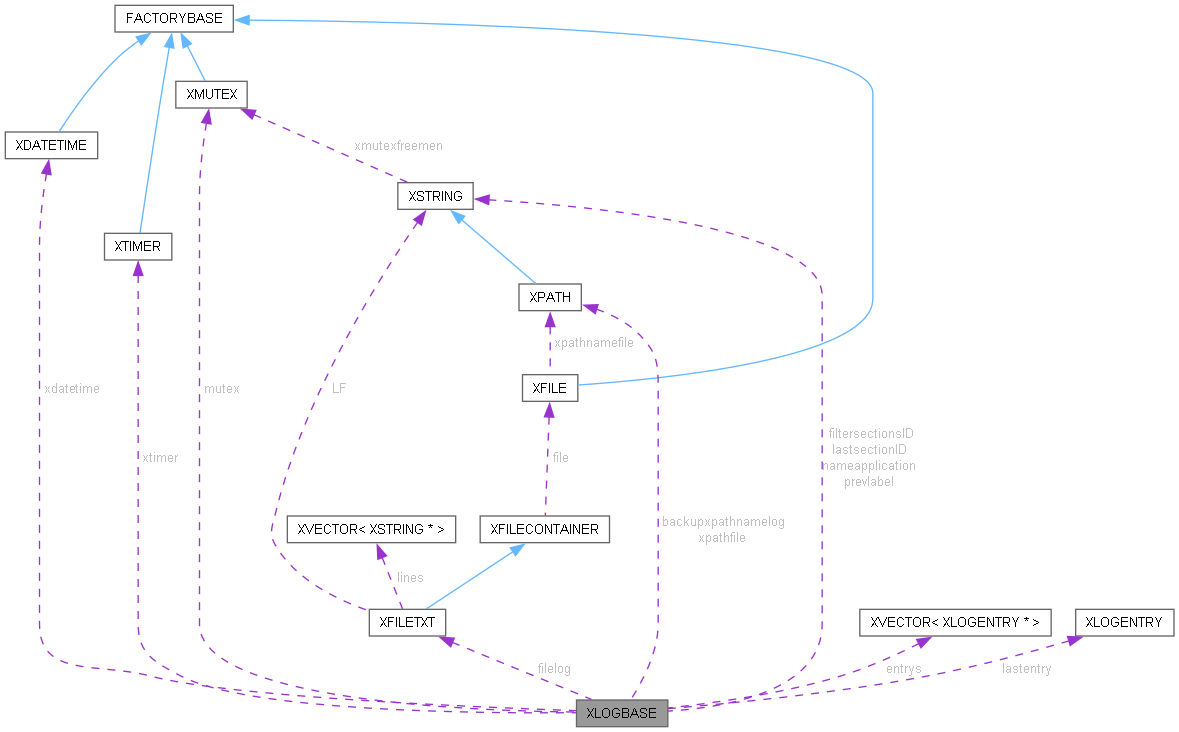 FACTORYBASE
XMUTEX
XDATETIME
xmutexfreemen
XSTRING
XTIMER
XPATH
xpathnamefile
xdatetime
mutex
LF
XFILE
filtersectionsID
lastsectionID
nameapplication
prevlabel
xtimer
file
backupxpathnamelog
xpathfile
XVECTOR< XSTRING * >
XFILECONTAINER
lines
XFILETXT
XVECTOR< XLOGENTRY * >
XLOGENTRY
filelog
entrys
lastentry
XLOGBASE